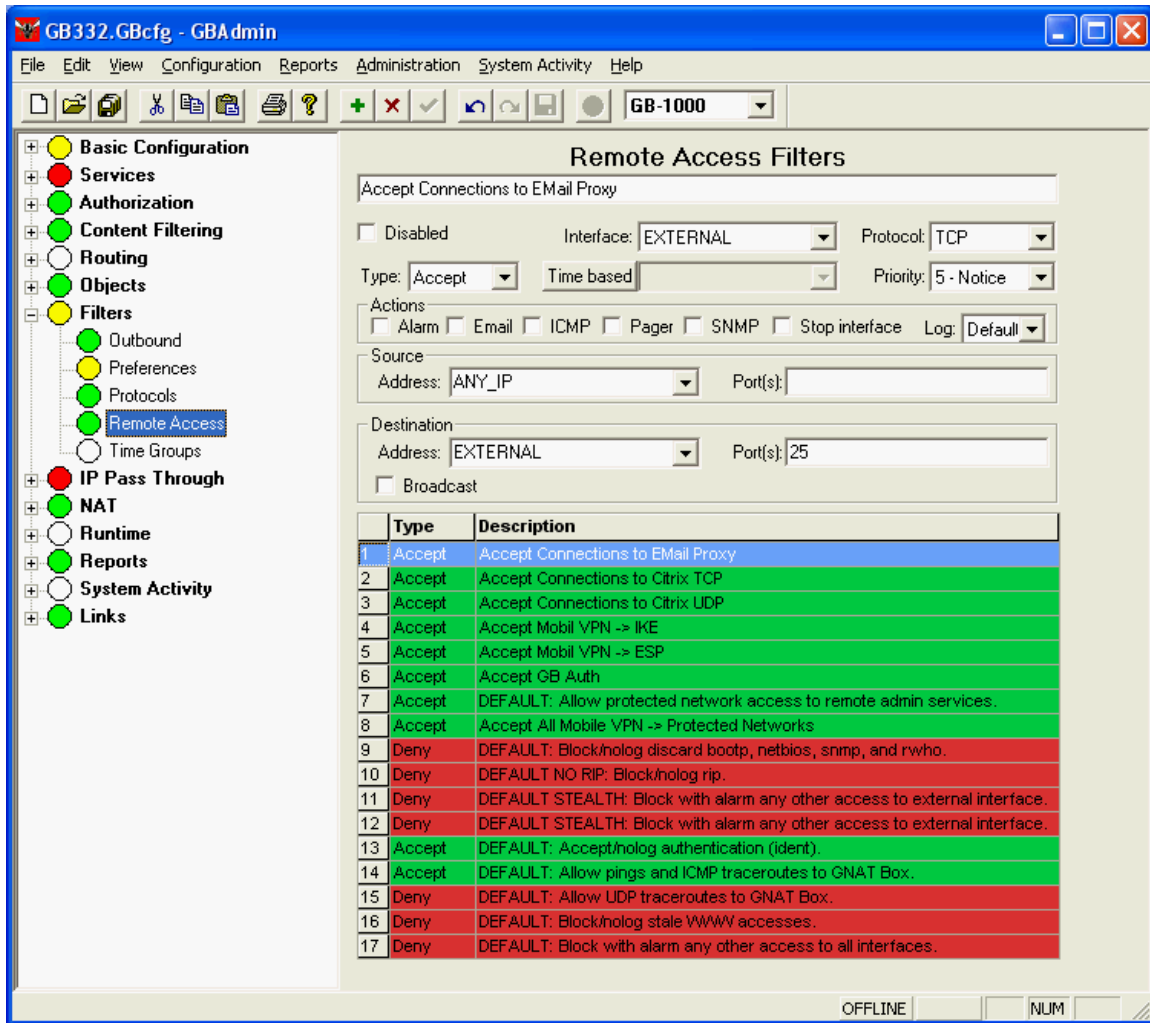 GB332.GBcfg - GBAdmin
File Edit View Configuration Reports Administration System Activity Help
GB-1000
Basic Configuration
Services
Authorization
Content Filtering
Routing
Objects
Filters
Outbound
Preferences
Protocols
Remote Access
Time Groups
IP Pass Through
NAT
Runtime
Reports
System Activity
Links
Remote Access Filters
Accept Connections to EMail Proxy
Disabled Interface: EXTERNAL Protocol: TCP
Type: Accept Time based Priority: 5 - Notice
Actions
Alarm Email ICMP Pager SNMP Stop interface Log: Default
Source
Address: ANY_IP Port(s):
Destination
Address: EXTERNAL Port(s): 25
Broadcast
Type Description
1 Accept Accept Connections to EMail Proxy
2 Accept Accept Connections to Citrix TCP
3 Accept Accept Connections to Citrix UDP
4 Accept Accept Mobil VPN -> IKE
5 Accept Accept Mobil VPN -> ESP
6 Accept Accept GB Auth
7 Accept DEFAULT: Allow protected network access to remote admin services.
8 Accept Accept All Mobile VPN -> Protected Networks
9 Deny DEFAULT: Block/nolog discard bootp, netbios, snmp, and rwho.
10 Deny DEFAULT NO RIP: Block/nolog rip.
11 Deny DEFAULT STEALTH: Block with alarm any other access to external interface.
12 Deny DEFAULT STEALTH: Block with alarm any other access to external interface.
13 Accept DEFAULT: Accept/nolog authentication (ident).
14 Accept DEFAULT: Allow pings and ICMP traceroutes to GNAT Box.
15 Deny DEFAULT: Allow UDP traceroutes to GNAT Box.
16 Deny DEFAULT: Block/nolog stale WWW accesses.
17 Deny DEFAULT: Block with alarm any other access to all interfaces.
OFFLINE NUM